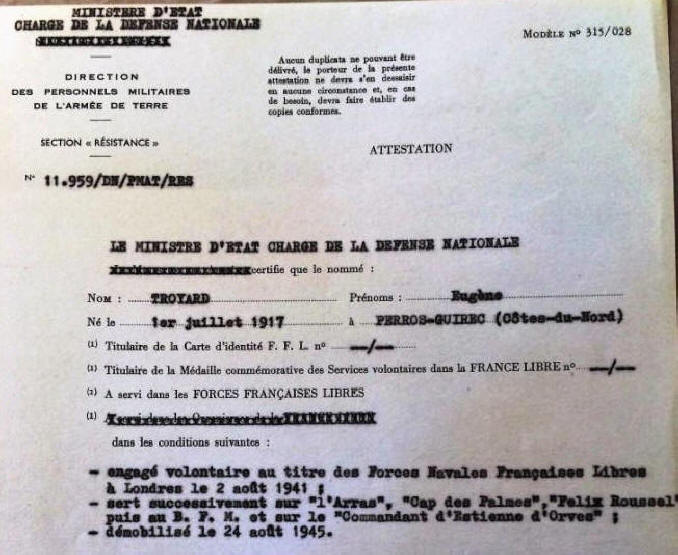 MINISTERE D'ETAT
CHARGE DE LA DEFENSE NATIONALE
MODÈLE Nº 315/028
DIRECTION
DES PERSONNELS MILITAIRES
DE L'ARMÉE DE TERRE
Aucun duplicata ne pouvant être
délivré, le porteur de la présente
attestation ne devra s'en dessaisir
en aucune circonstance et, en cas
de besoin, devra faire établir des
copies conformes.
SECTION « RÉSISTANCE »
ATTESTATION
Nº 11.959/DN/PMAT/RES
LE MINISTRE D'ETAT CHARGE DE LA DEFENSE NATIONALE
certifie que le nommé :
NOM : TROYARD Prénoms : Eugène
Né le 1er juillet 1917 à PERROS-GUIREC (Côtes-du-Nord)
(1) Titulaire de la Carte d'identité F. F. L. nº —/—
(1) Titulaire de la Médaille commémorative des Services volontaires dans la FRANCE LIBRE nº —/—
(1) A servi dans les FORCES FRANÇAISES LIBRES
(1)
dans les conditions suivantes :
- engagé volontaire au titre des Forces Navales Françaises Libres
à Londres le 2 août 1941 ;
- sert successivement sur "l'Arras", "Cap des Palmes", "Felix Roussel"
puis au B. F. M. et sur le "Commandant d'Estienne d'Orves" ;
- démobilisé le 24 août 1945.